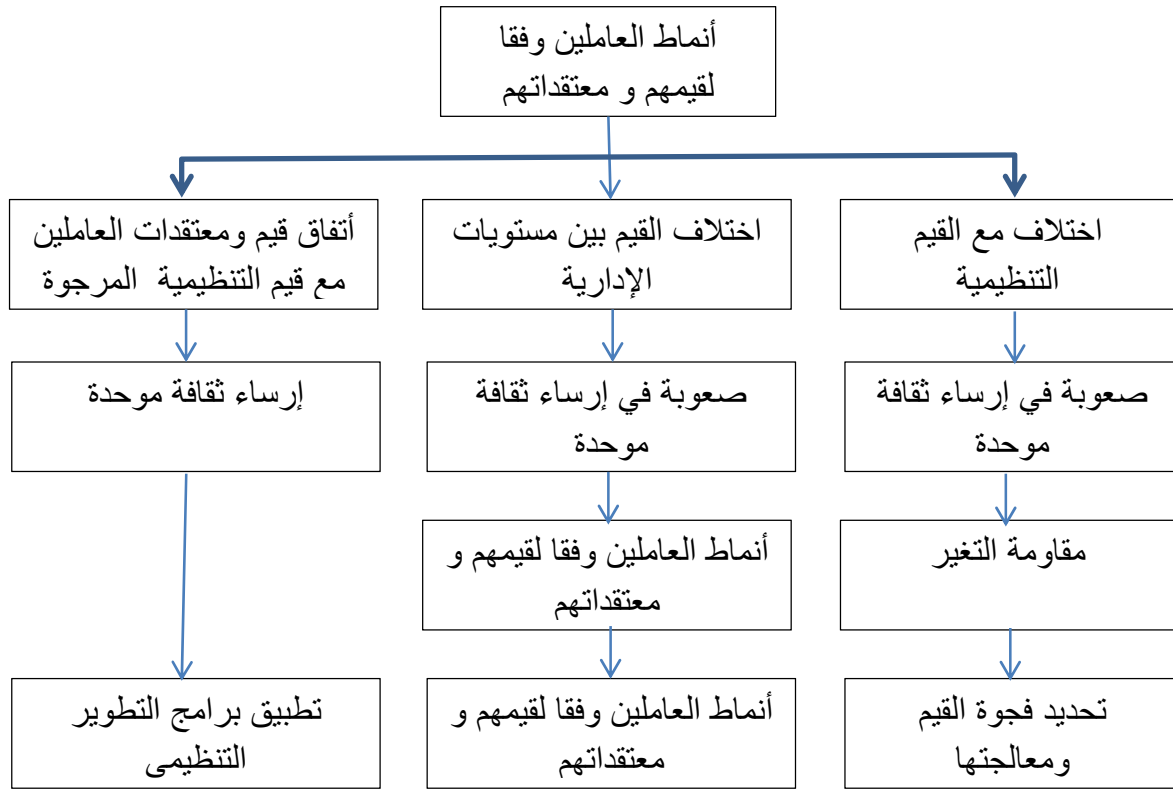 أنماط العاملين وفقا
لقيمهم و معتقداتهم
اختلاف مع القيم
التنظيمية
اختلاف القيم بين مستويات
الإدارية
أتفاق قيم ومعتقدات العاملين
مع قيم التنظيمية المرجوة
صعوبة في إرساء ثقافة
موحدة
صعوبة في إرساء ثقافة
موحدة
إرساء ثقافة موحدة
مقاومة التغير
أنماط العاملين وفقا لقيمهم و
معتقداتهم
تحديد فجوة القيم
ومعالجتها
أنماط العاملين وفقا لقيمهم و
معتقداتهم
تطبيق برامج التطوير
التنظيمى